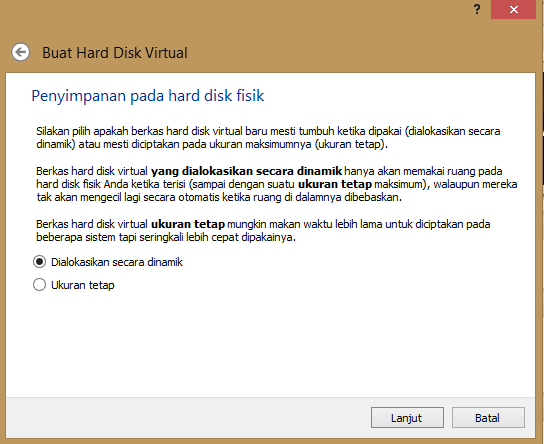 ?
Buat Hard Disk Virtual
Penyimpanan pada hard disk fisik
Silakan pilih apakah berkas hard disk virtual baru mesti tumbuh ketika dipakai (dialokasikan secara
dinamik) atau mesti diciptakan pada ukuran maksimumnya (ukuran tetap).
Berkas hard disk virtual yang dialokasikan secara dinamik hanya akan memakai ruang pada
hard disk fisik Anda ketika terisi (sampai dengan suatu ukuran tetap maksimum), walaupun mereka
tak akan mengecil lagi secara otomatis ketika ruang di dalamnya dibebaskan.
Berkas hard disk virtual ukuran tetap mungkin makan waktu lebih lama untuk diciptakan pada
beberapa sistem tapi seringkali lebih cepat dipakainya.
Dialokasikan secara dinamik
Ukuran tetap
Lanjut
Batal